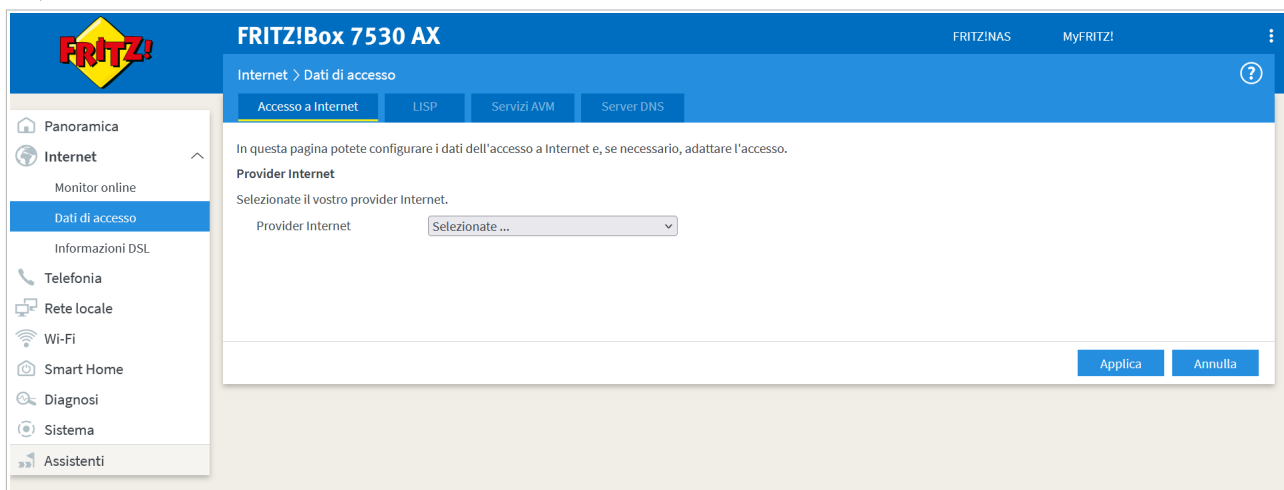 FRITZ!
FRITZ!Box 7530 AX
FRITZ!NAS
MyFRITZ!
Internet > Dati di accesso
?
Accesso a Internet
LISP
Servizi AVM
Server DNS
Panoramica
Internet
Monitor online
Dati di accesso
Informazioni DSL
Telefonia
Rete locale
Wi-Fi
Smart Home
Diagnosi
Sistema
Assistenti
In questa pagina potete configurare i dati dell'accesso a Internet e, se necessario, adattare l'accesso.
Provider Internet
Selezionate il vostro provider Internet.
Provider Internet
Selezionate ...
Applica
Annulla